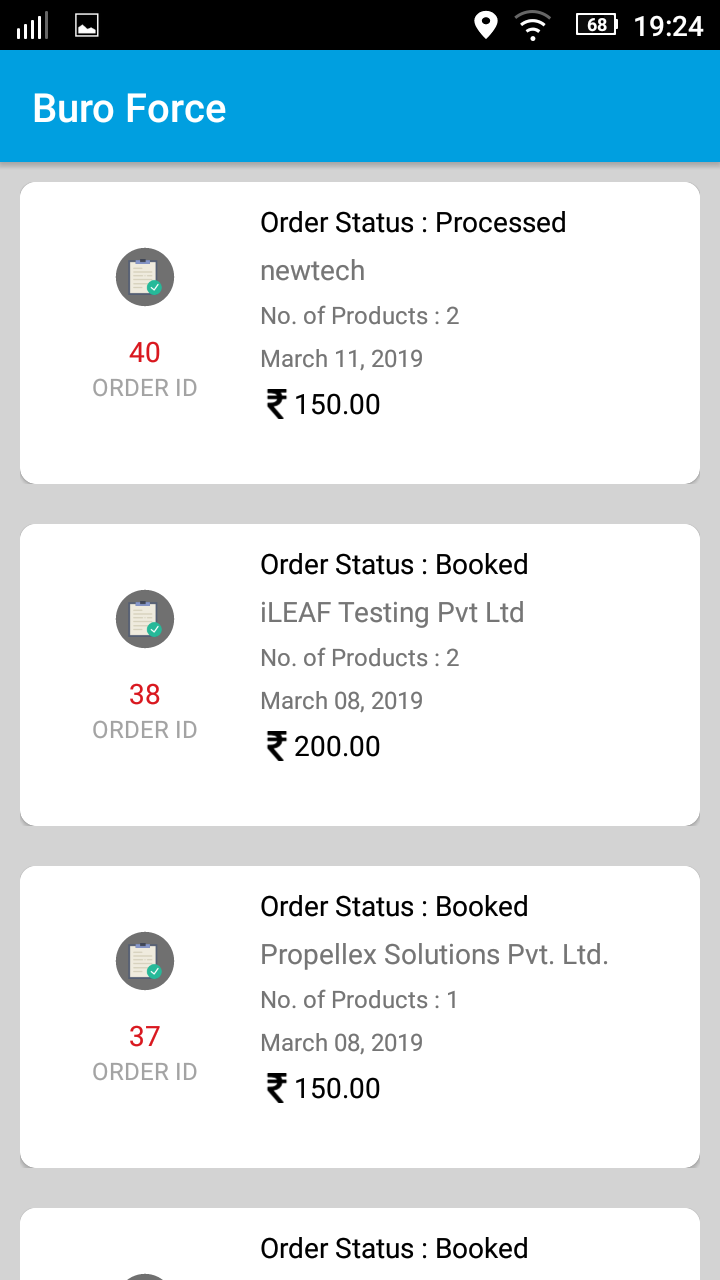 68 19:24
Buro Force
Order Status : Processed
newtech
No. of Products : 2
March 11, 2019
₹ 150.00
40
ORDER ID
Order Status : Booked
iLEAF Testing Pvt Ltd
No. of Products : 2
March 08, 2019
₹ 200.00
38
ORDER ID
Order Status : Booked
Propellex Solutions Pvt. Ltd.
No. of Products : 1
March 08, 2019
₹ 150.00
37
ORDER ID
Order Status : Booked